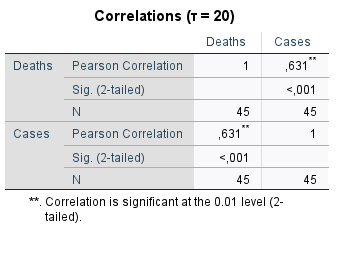 Correlations (τ = 20)
Deaths Cases
Deaths Pearson Correlation 1 ,631**
Sig. (2-tailed) <,001
N 45 45
Cases Pearson Correlation ,631** 1
Sig. (2-tailed) <,001
N 45 45
**. Correlation is significant at the 0.01 level (2-
tailed).